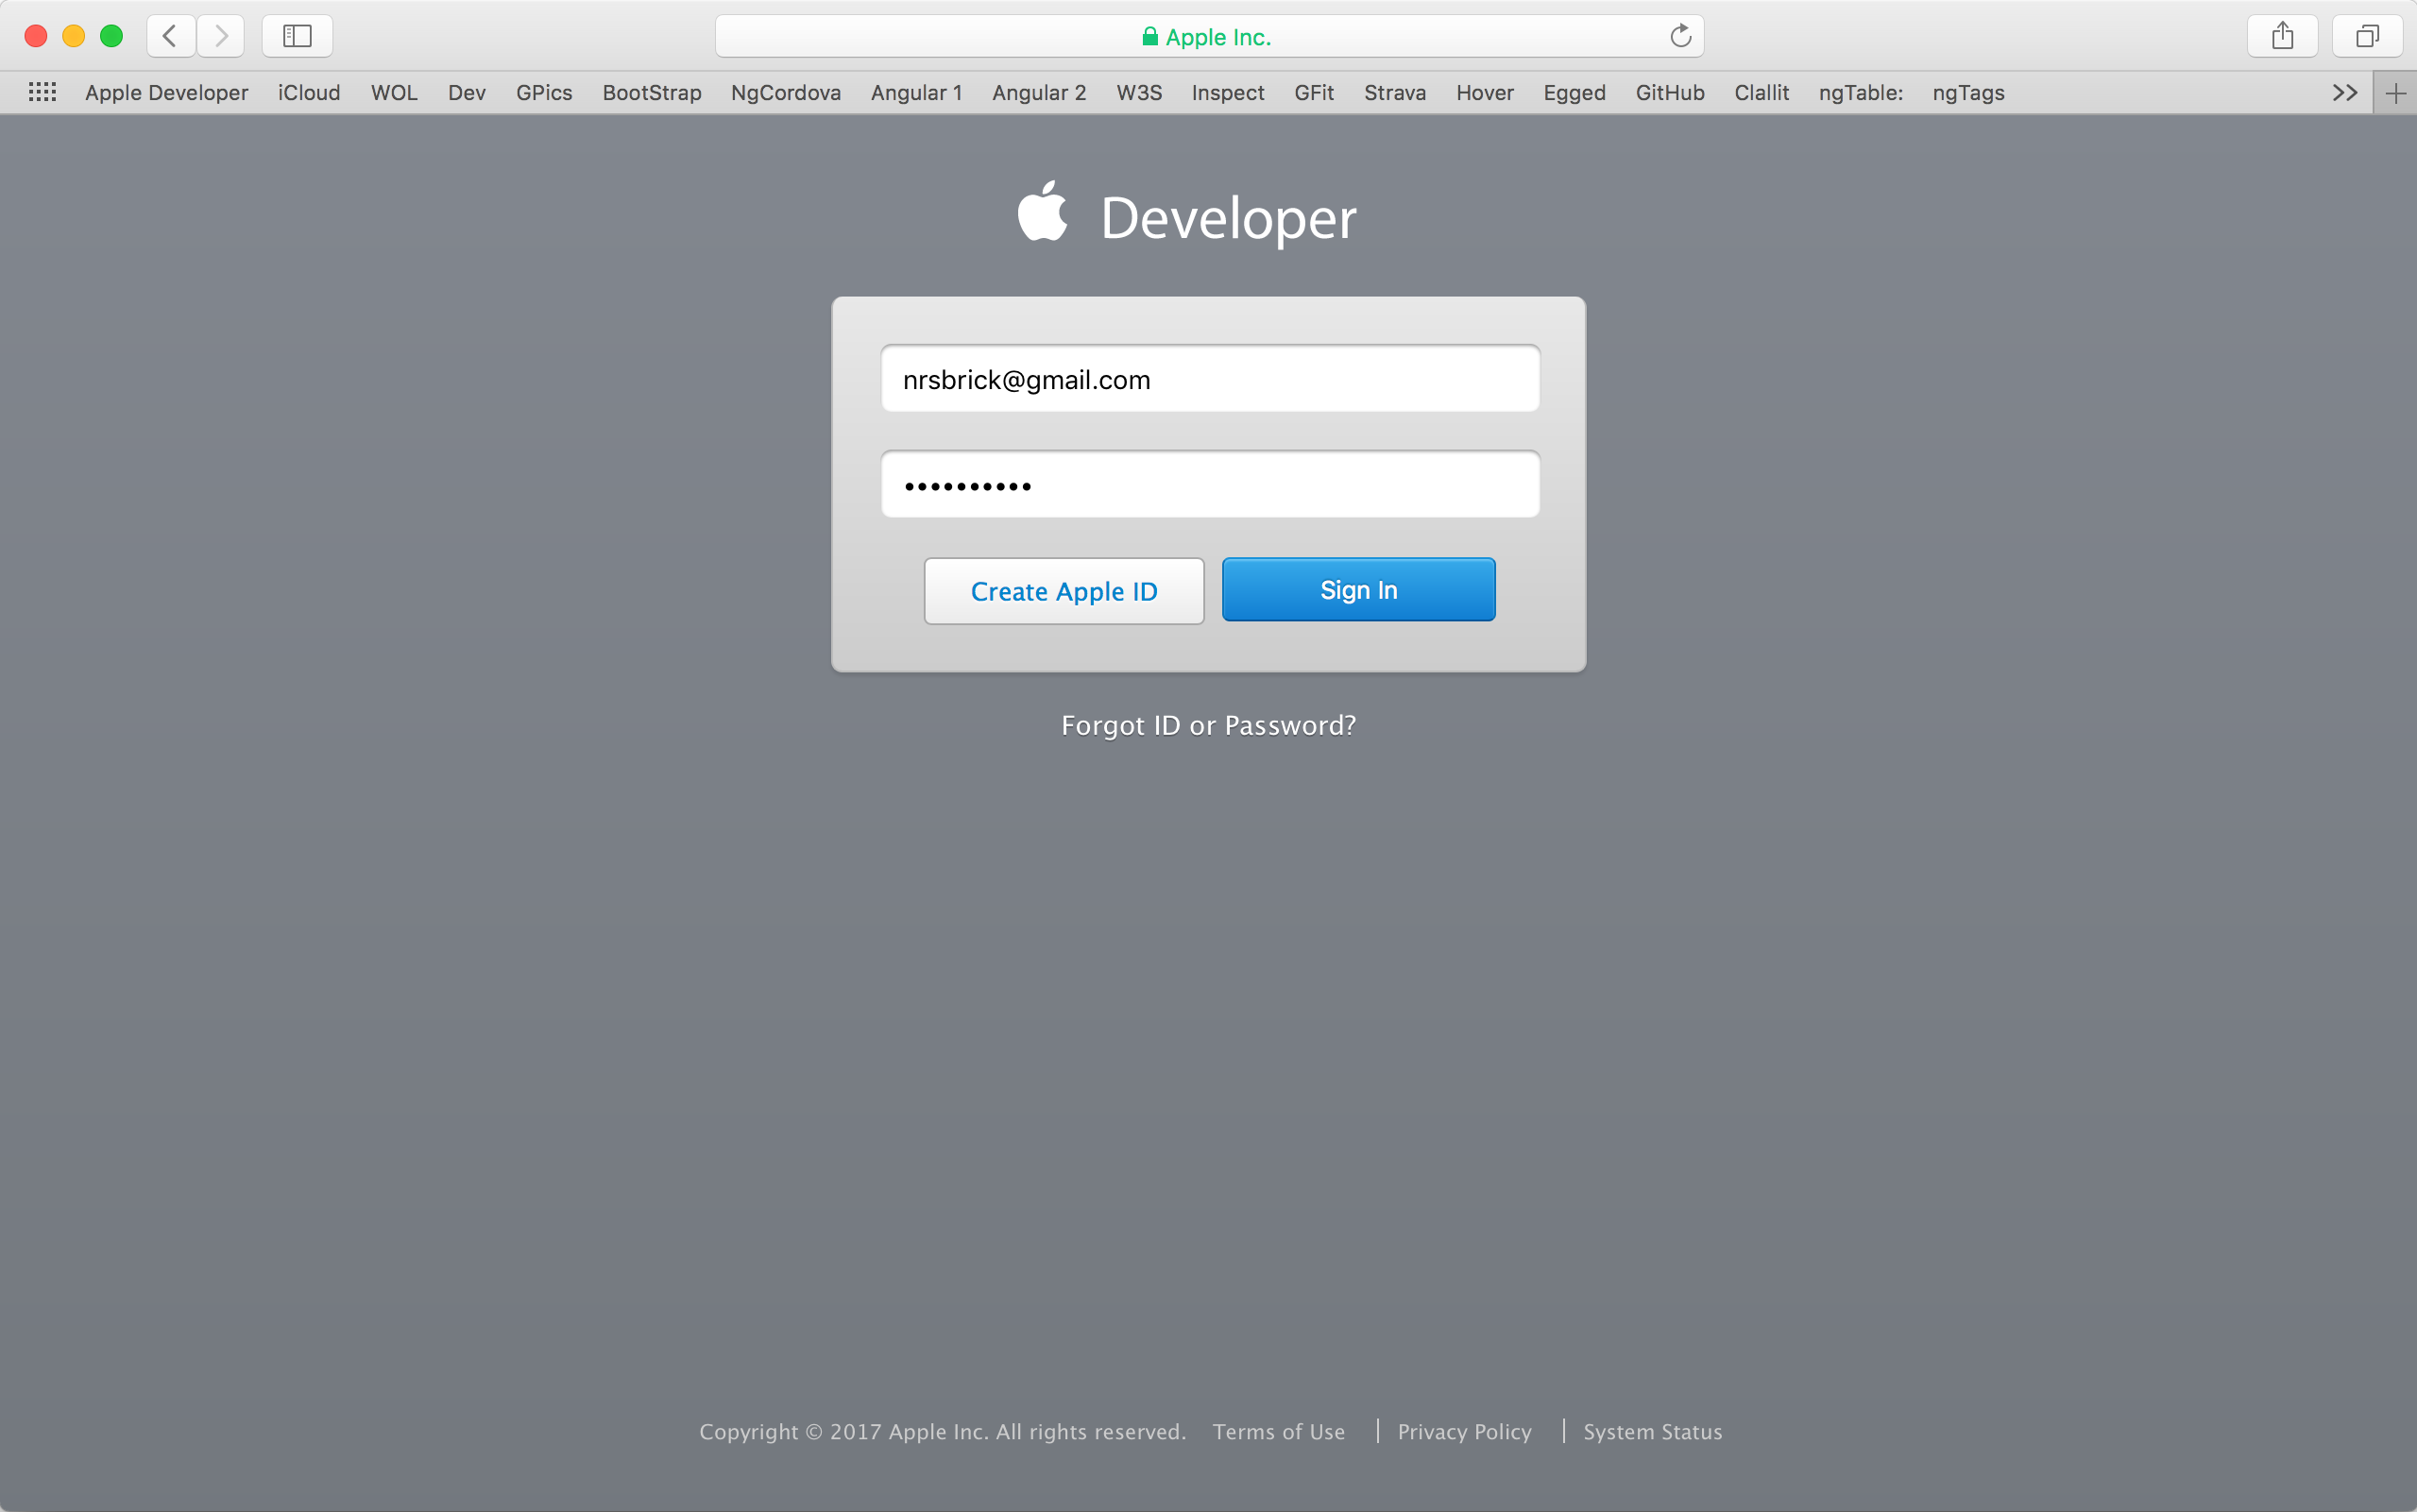 Apple Inc.
Apple Developer iCloud WOL Dev GPics BootStrap NgCordova Angular 1 Angular 2 W3S Inspect GFit Strava Hover Egged GitHub Clallit ngTable: ngTags
Developer
nrsbrick@gmail.com
••••••••••
Create Apple ID Sign In
Forgot ID or Password?
Copyright © 2017 Apple Inc. All rights reserved. Terms of Use | Privacy Policy | System Status